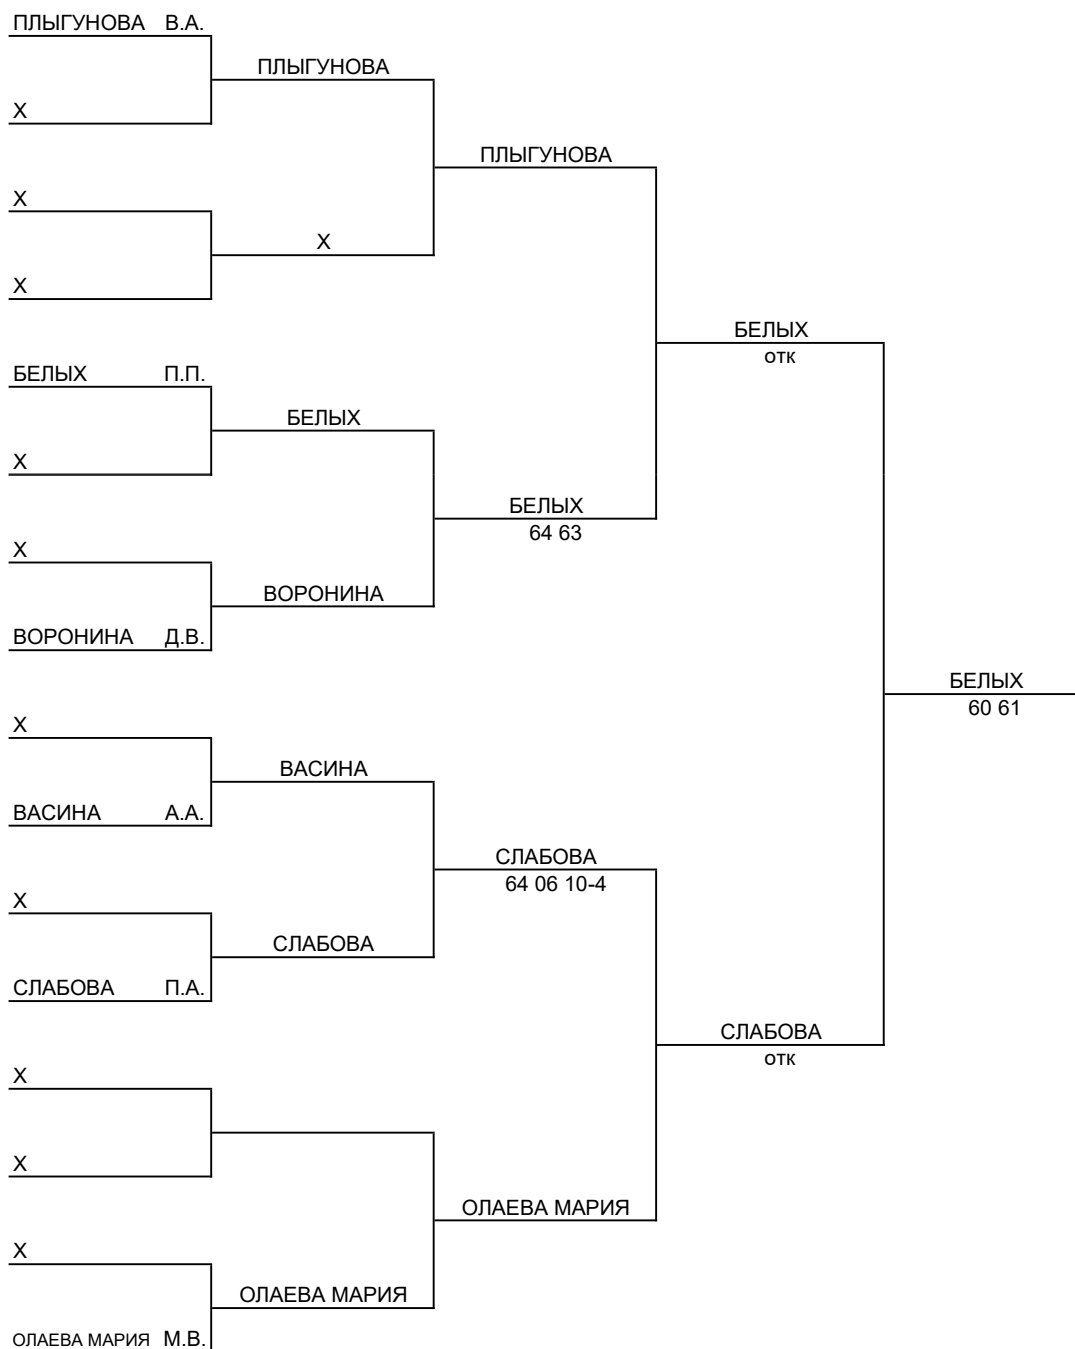 ПЛЫГУНОВА В.А.
ПЛЫГУНОВА
Х
ПЛЫГУНОВА
Х
Х
Х
БЕЛЫХ
ОТК
БЕЛЫХ П.П.
БЕЛЫХ
Х
БЕЛЫХ
64 63
Х
ВОРОНИНА
ВОРОНИНА Д.В.
БЕЛЫХ
60 61
Х
ВАСИНА
ВАСИНА А.А.
СЛАБОВА
64 06 10-4
Х
СЛАБОВА
СЛАБОВА П.А.
СЛАБОВА
ОТК
Х
Х
ОЛАЕВА МАРИЯ
Х
ОЛАЕВА МАРИЯ
ОЛАЕВА МАРИЯ М.В.